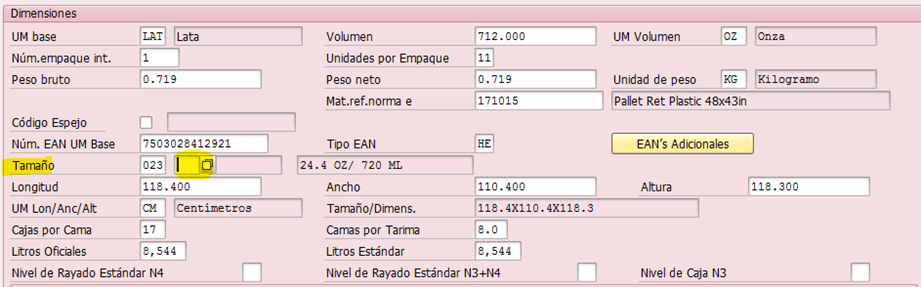 Dimensiones
UM base LAT Lata Volumen 712.000 UM Volumen OZ Onza
Núm.empaque int. 1 Unidades por Empaque 11
Peso bruto 0.719 Peso neto 0.719 Unidad de peso KG Kilogramo
Mat.ref.norma e 171015 Pallet Ret Plastic 48x43in
Código Espejo
Núm. EAN UM Base 7503028412921 Tipo EAN HE EAN's Adicionales
Tamaño 023 24.4 OZ/ 720 ML
Longitud 118.400 Ancho 110.400 Altura 118.300
UM Lon/Anc/Alt CM Centímetros Tamaño/Dimens. 118.4X110.4X118.3
Cajas por Cama 17 Camas por Tarima 8.0
Litros Oficiales 8,544 Litros Estándar 8,544
Nivel de Rayado Estándar N4 Nivel de Rayado Estándar N3+N4 Nivel de Caja N3